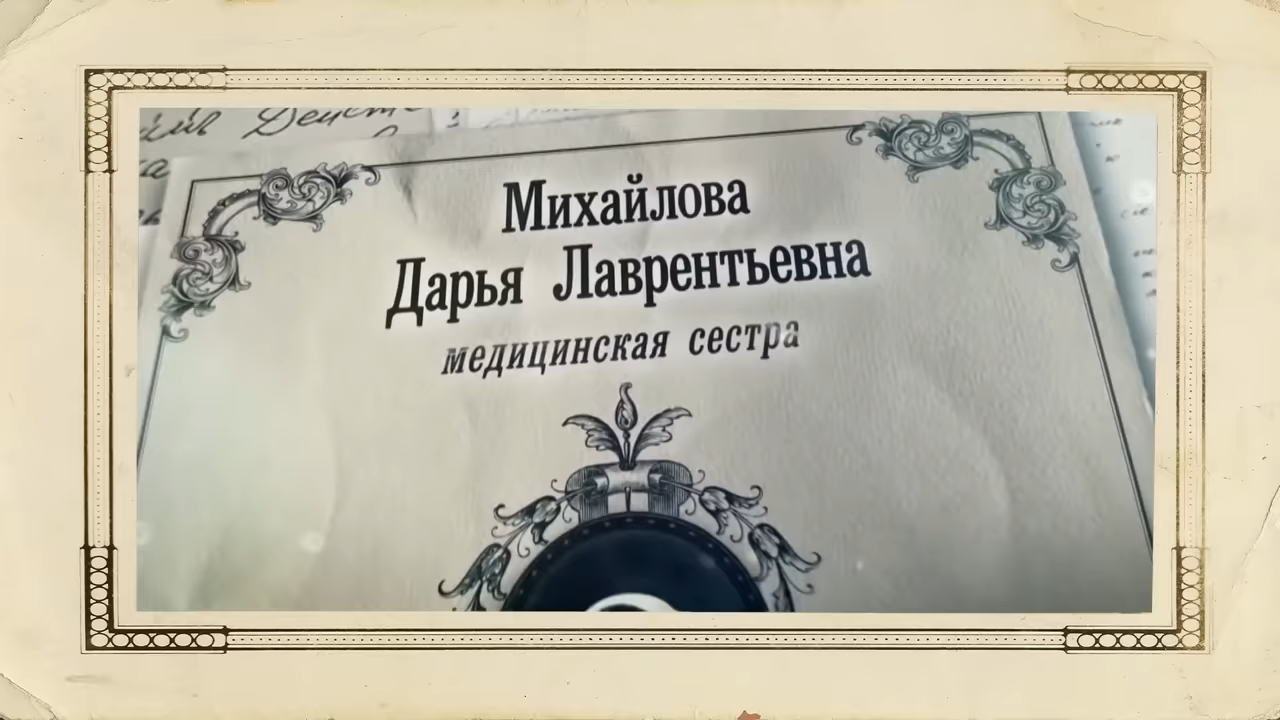 Михайлова
Дарья Лаврентьевна
медицинская сестра